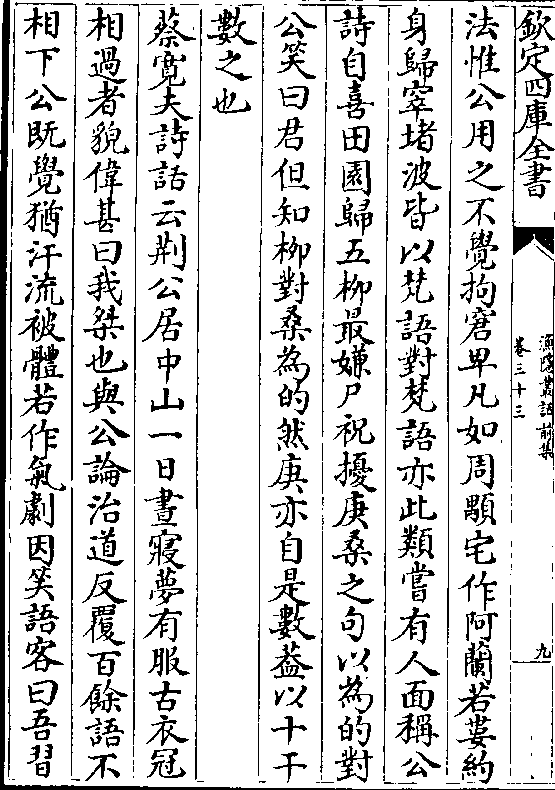 欽定四庫全書
漁隱叢話前集
卷三十三
九
法惟公用之不覺拘窘卑凡如周顒宅作阿蘭若婁約
身歸窣堵波皆以梵語對梵語亦此類嘗有人面稱公
詩自喜田園歸五柳最嫌尸祝擾庚桑之句以為的對
公笑曰君但知柳對桑為的然庚亦自是數葢以十干
數之也
蔡寛夫詩話云荆公居中山一日晝寢夢有服古衣冠
相過者貌偉甚曰我桀也與公論治道反覆百餘語不
相下公既覺猶汗流被體若作氣劇因笑語客曰吾習